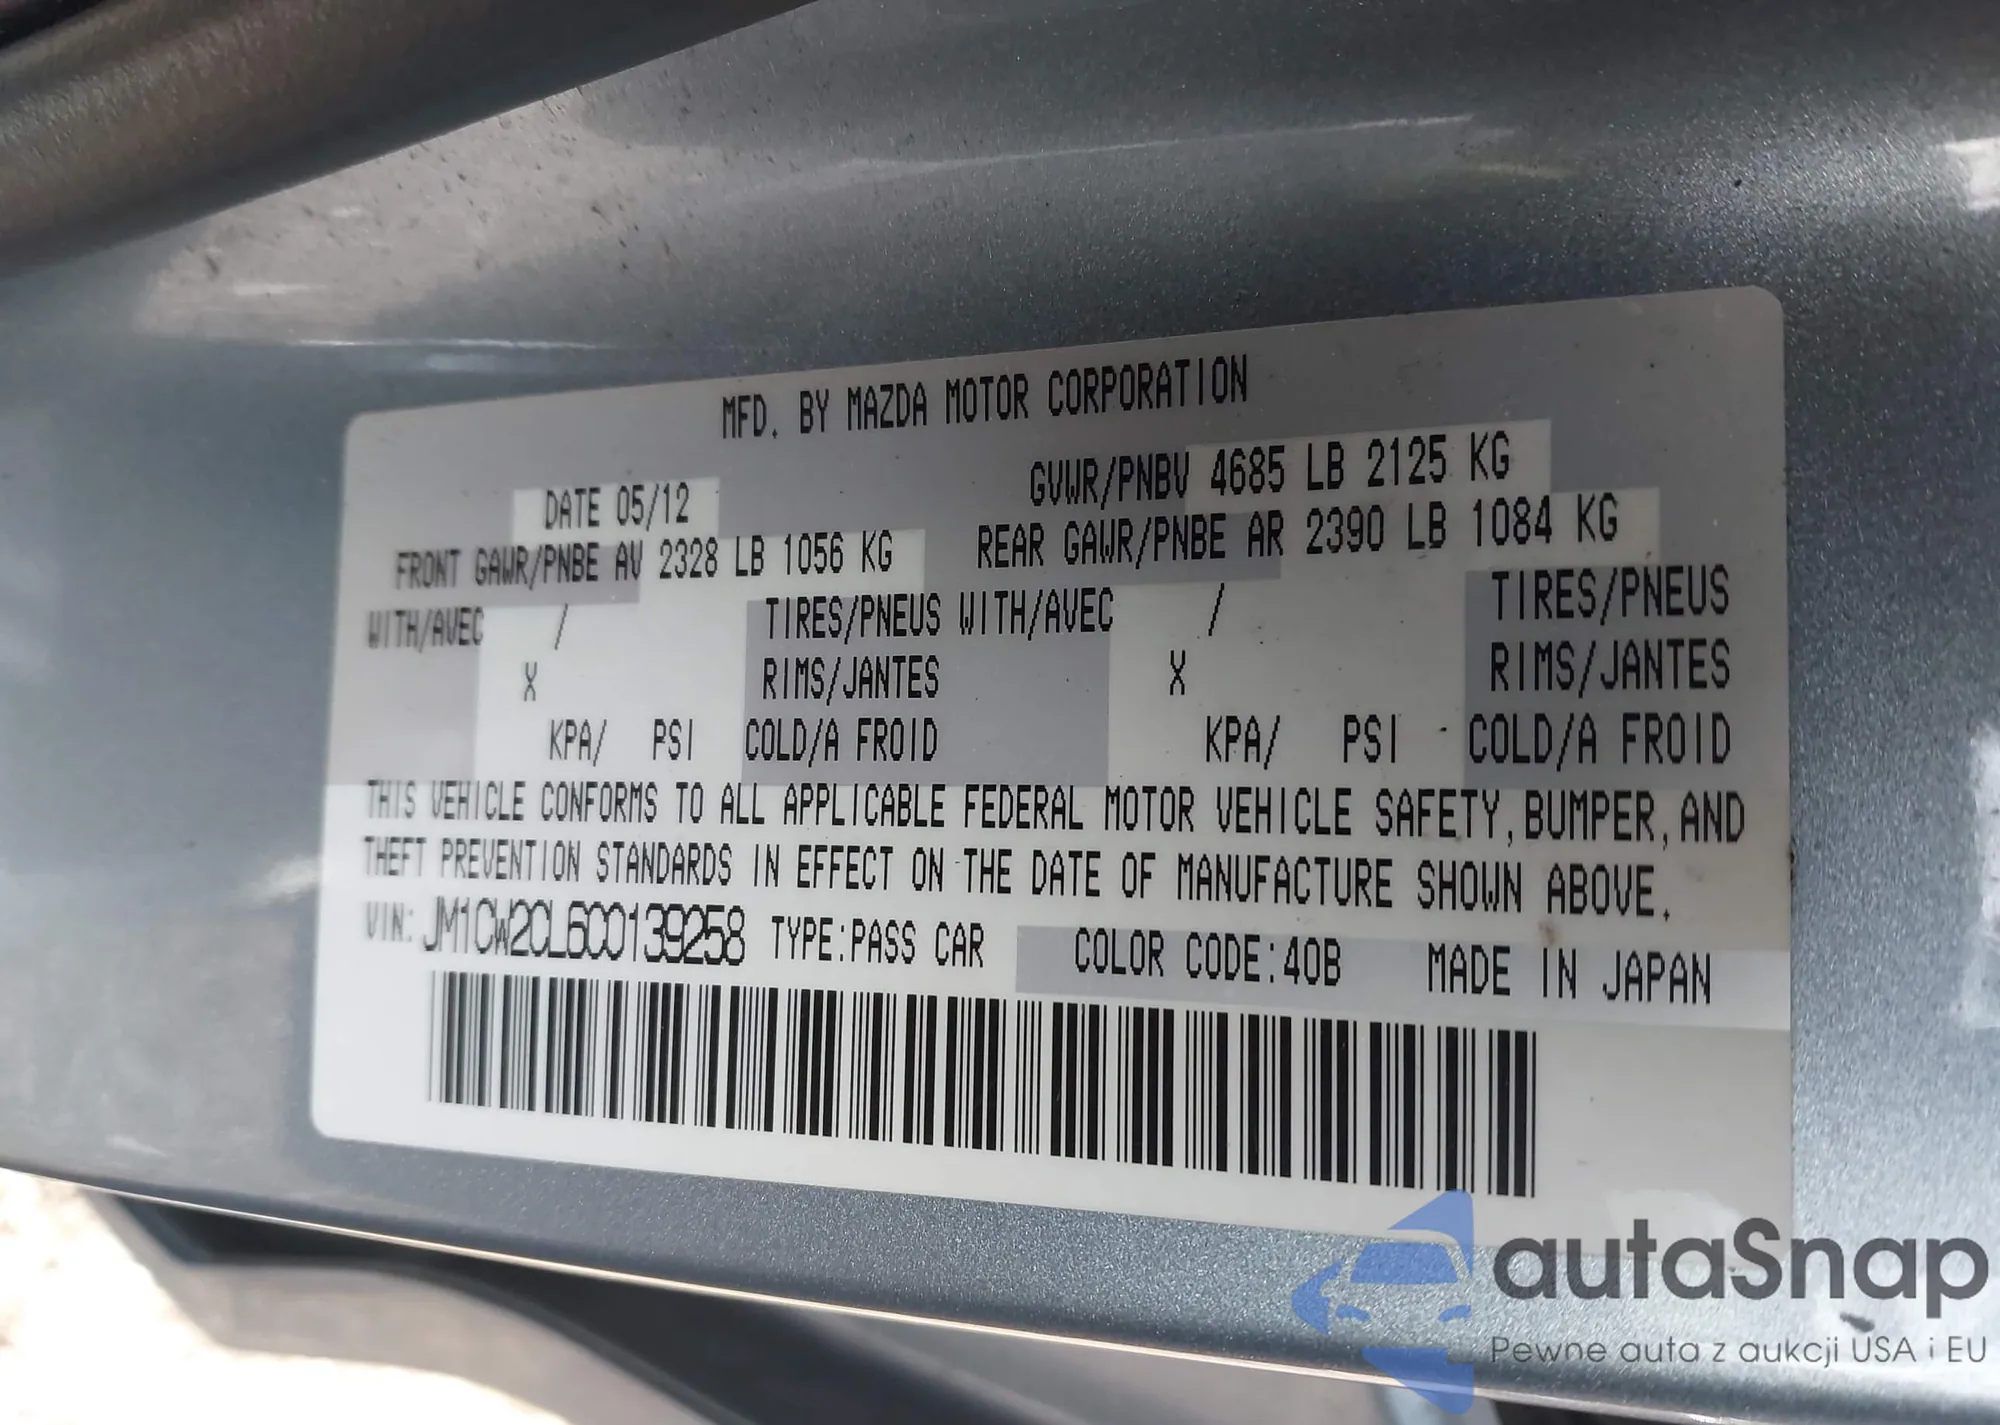 MFD. BY MAZDA MOTOR CORPORATION
DATE 05/12 GVWR/PNBV 4685 LB 2125 KG
FRONT GAWR/PNBE AV 2328 LB 1056 KG REAR GAWR/PNBE AR 2390 LB 1084 KG
WITH/AVEC / TIRES/PNEUS WITH/AVEC / TIRES/PNEUS
X RIMS/JANTES X RIMS/JANTES
KPA/ PSI COLD/A FROID KPA/ PSI COLD/A FROID
THIS VEHICLE CONFORMS TO ALL APPLICABLE FEDERAL MOTOR VEHICLE SAFETY, BUMPER, AND
THEFT PREVENTION STANDARDS IN EFFECT ON THE DATE OF MANUFACTURE SHOWN ABOVE.
VIN: JM1CW2CL6C0139258 TYPE:PASS CAR COLOR CODE:40B MADE IN JAPAN
autaSnap
Pewne auta z aukcji USA i EU